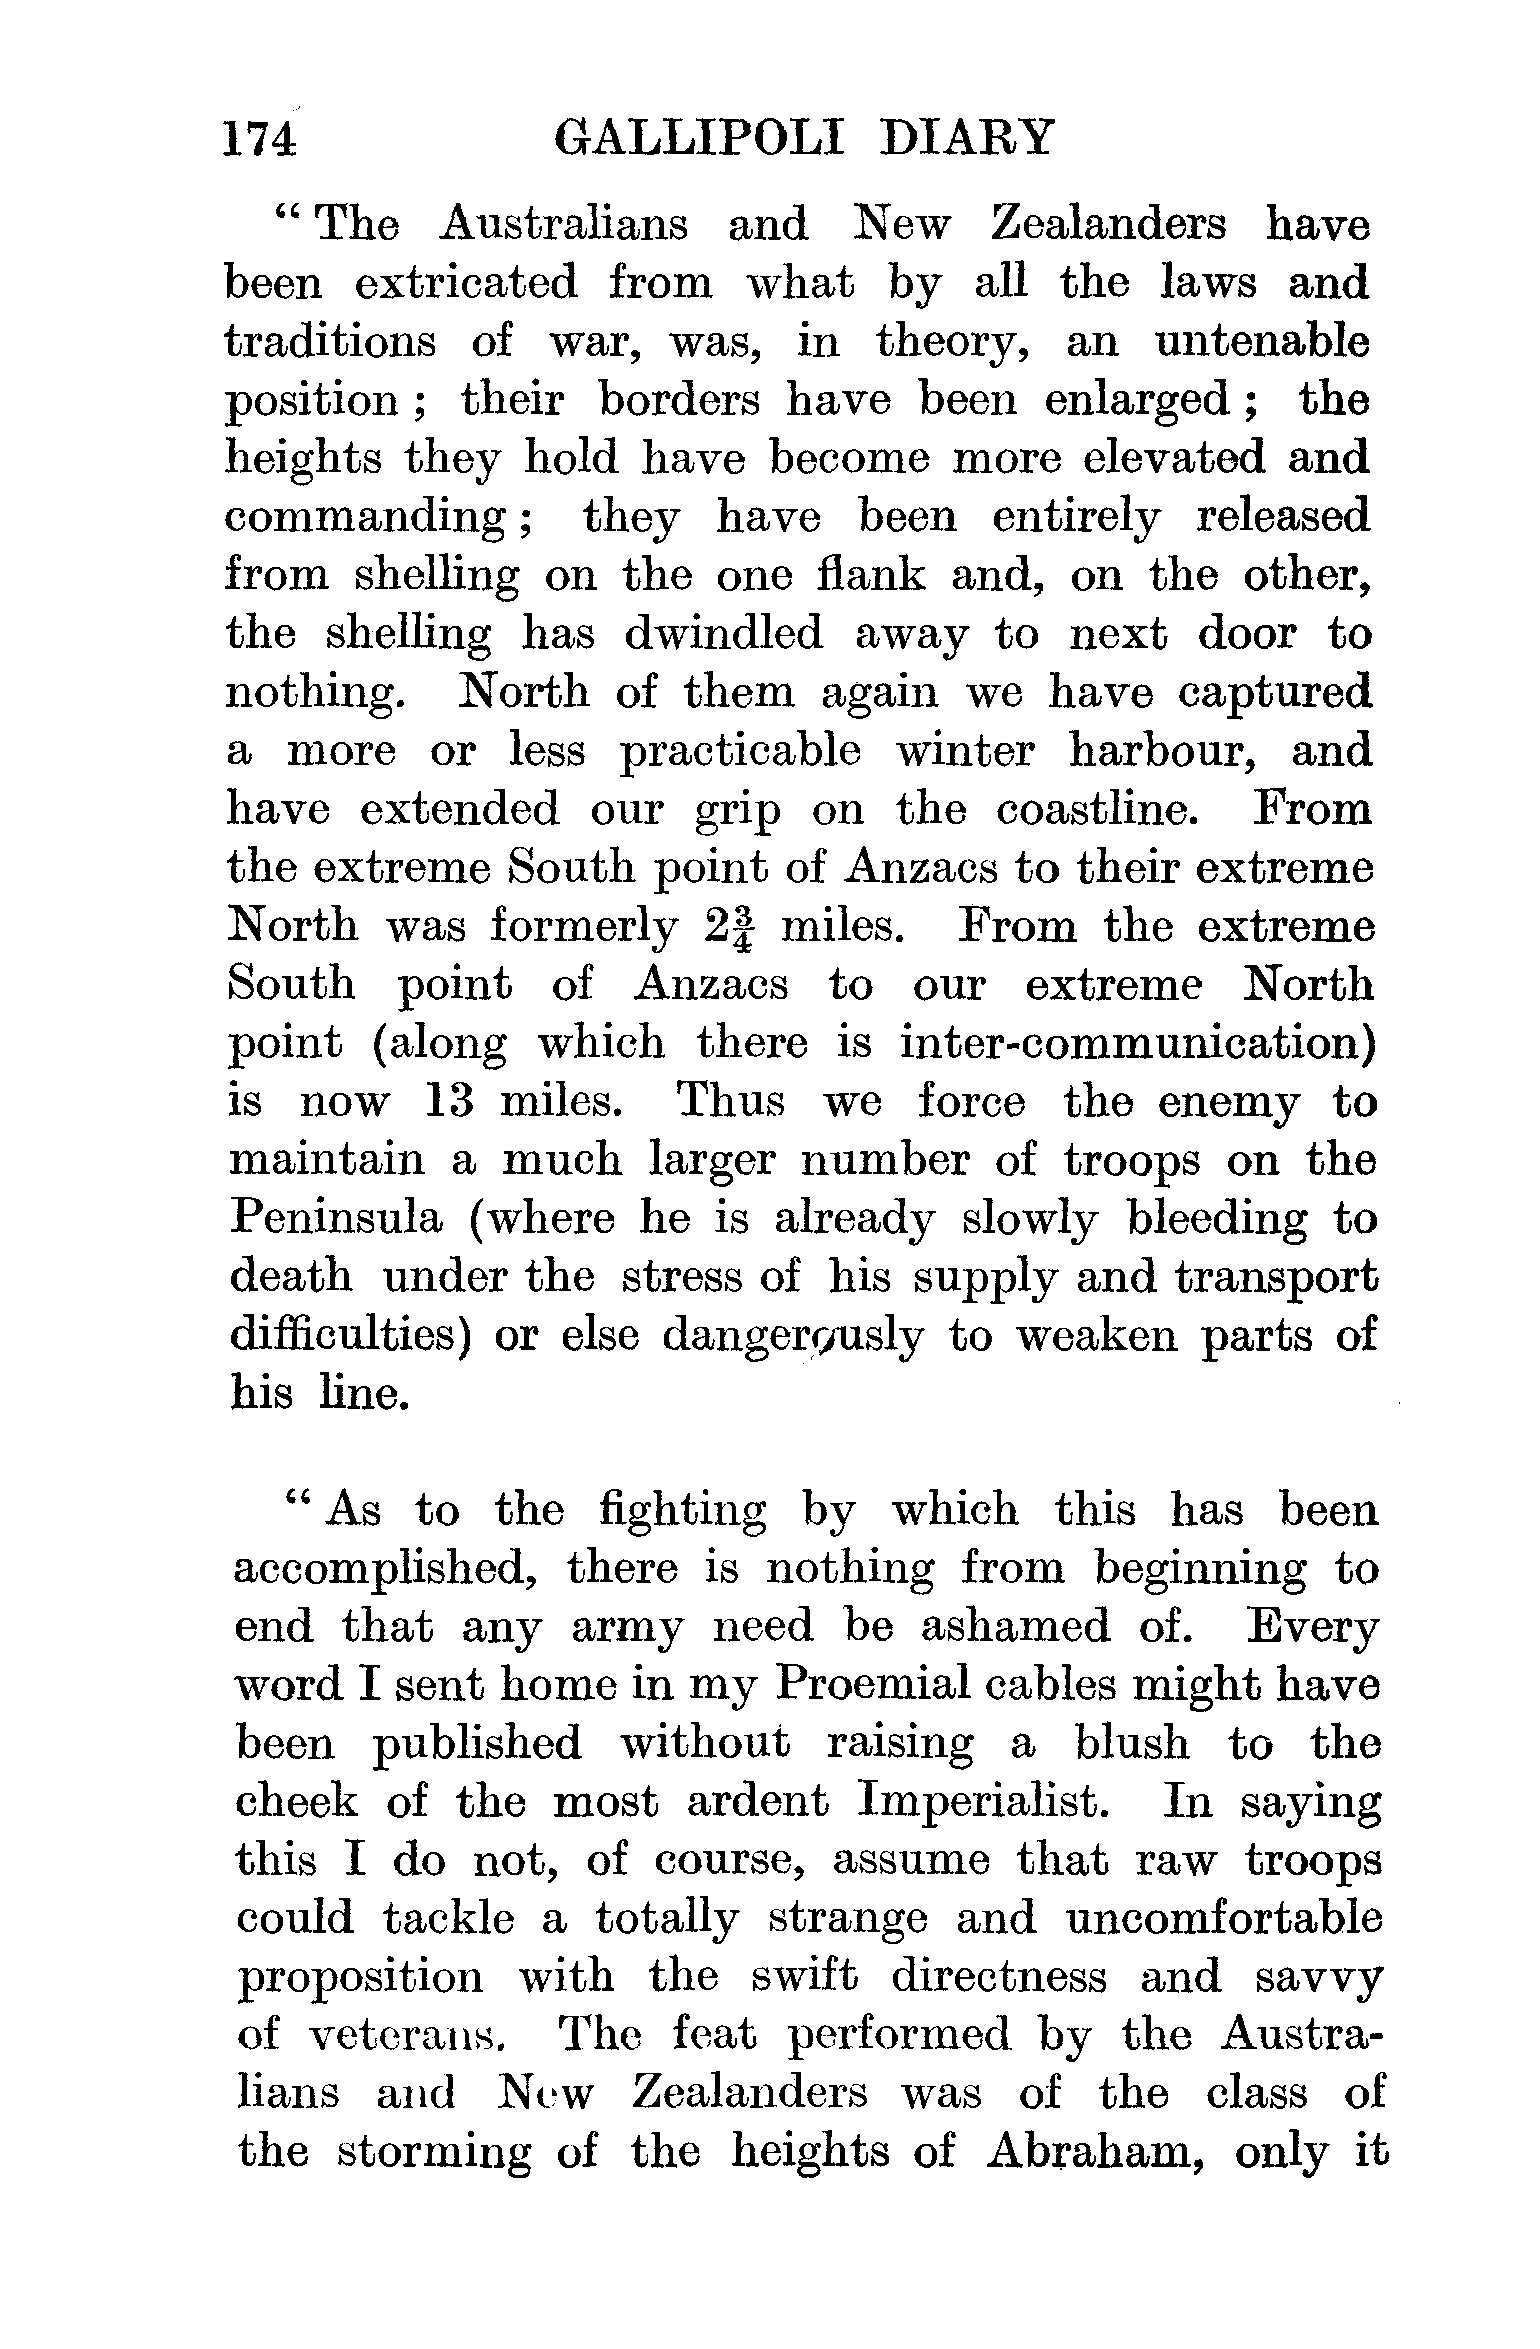 174 GALLIPOLI DIARY
“ The Australians and New Zealanders have
been extricated from what by all the laws and
traditions of war, was, in theory, an untenable
position ; their borders have been enlarged ; the
heights they hold have become more elevated and
commanding ; they have been entirely released
from shelling on the one flank and, on the other,
the shelling has dwindled away to next door to
nothing. North of them again we have captured
a more or less practicable winter harbour, and
have extended our grip on the coastline. From
the extreme South point of Anzacs to their extreme
North was formerly 2¾ miles. From the extreme
South point of Anzacs to our extreme North
point (along which there is inter-communication)
is now 13 miles. Thus we force the enemy to
maintain a much larger number of troops on the
Peninsula (where he is already slowly bleeding to
death under the stress of his supply and transport
difficulties) or else dangerously to weaken parts of
his line.
“ As to the fighting by which this has been
accomplished, there is nothing from beginning to
end that any army need be ashamed of. Every
word I sent home in my Proemial cables might have
been published without raising a blush to the
cheek of the most ardent Imperialist. In saying
this I do not, of course, assume that raw troops
could tackle a totally strange and uncomfortable
proposition with the swift directness and savvy
of veterans. The feat performed by the Austra-
lians and New Zealanders was of the class of
the storming of the heights of Abraham, only it